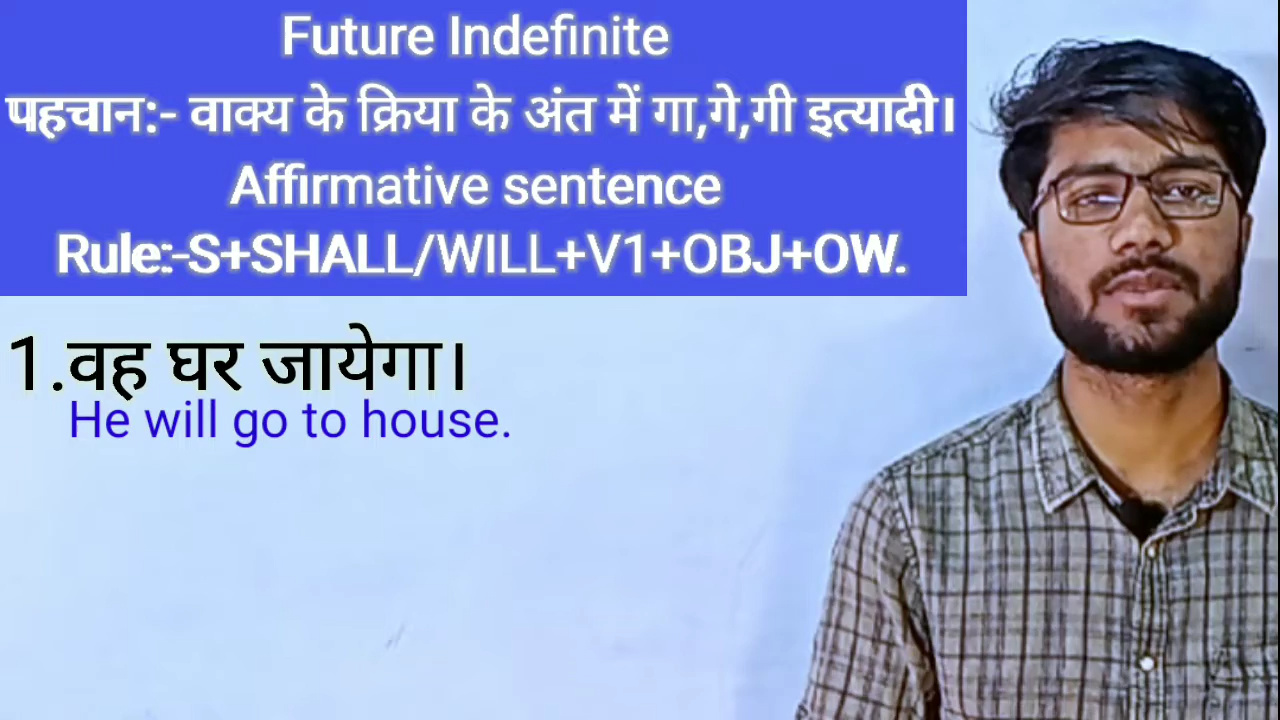 Future Indefinite
पहचान:- वाक्य के क्रिया के अंत में गा,गे,गी इत्यादी।
Affirmative sentence
Rule:-S+SHALL/WILL+V1+OBJ+OW.
1.वह घर जायेगा।
He will go to house.